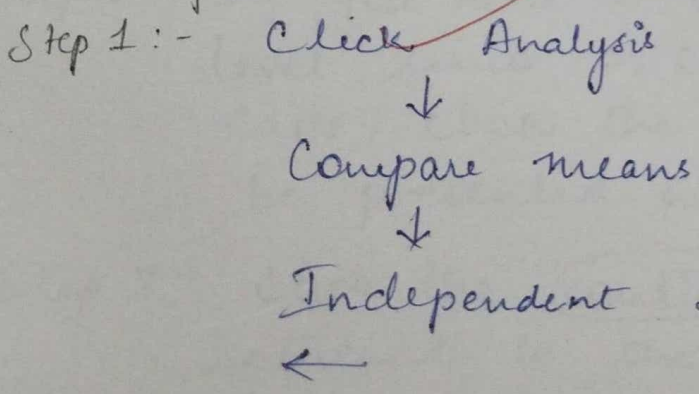 Step 1:- Click Analysis
↓
Compare means
↓
Independent
←